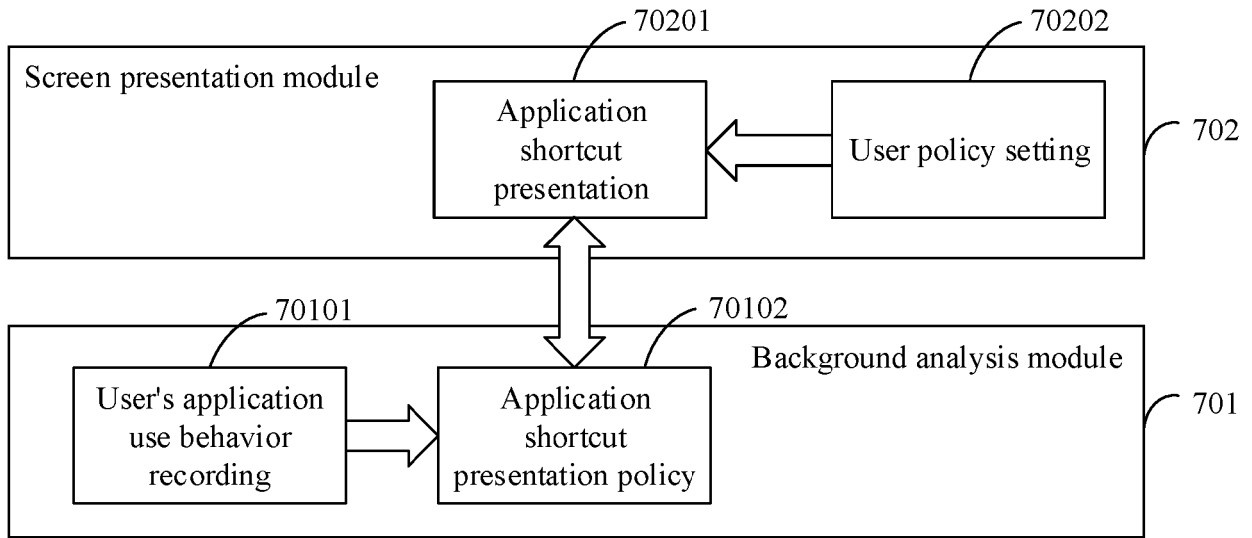 70201
70202
Screen presentation module
Application
shortcut
presentation
User policy setting
702
70101
70102
Background analysis module
User's application
use behavior
recording
Application
shortcut
presentation policy
701